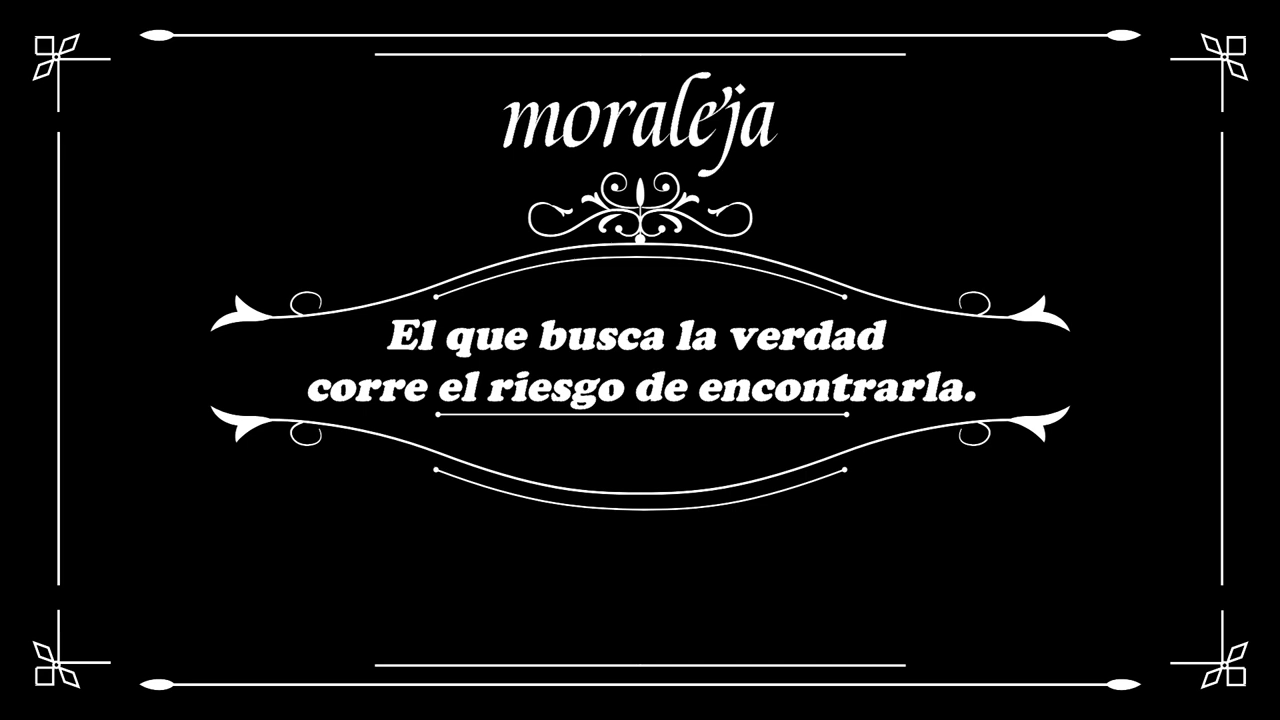 moraleja
El que busca la verdad
corre el riesgo de encontrarla.